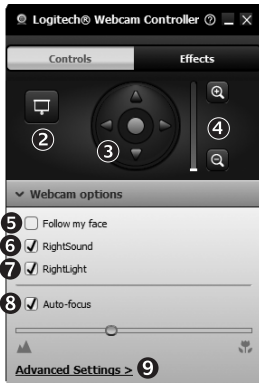 Logitech® Webcam Controller
Controls Effects
2
3
4
Webcam options
5 Follow my face
6 RightSound
7 RightLight
8 Auto-focus
Advanced Settings > 9